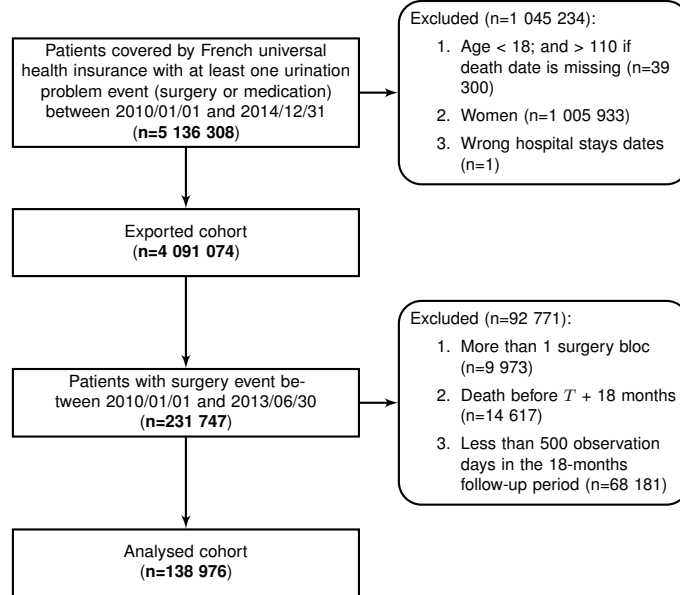 Patients covered by French universal
health insurance with at least one urination
problem event (surgery or medication)
between 2010/01/01 and 2014/12/31
(n=5 136 308)
Excluded (n=1 045 234):
1. Age < 18; and > 110 if
death date is missing (n=39
300)
2. Women (n=1 005 933)
3. Wrong hospital stays dates
(n=1)
Exported cohort
(n=4 091 074)
Patients with surgery event be-
tween 2010/01/01 and 2013/06/30
(n=231 747)
Excluded (n=92 771):
1. More than 1 surgery bloc
(n=9 973)
2. Death before T + 18 months
(n=14 617)
3. Less than 500 observation
days in the 18-months
follow-up period (n=68 181)
Analysed cohort
(n=138 976)